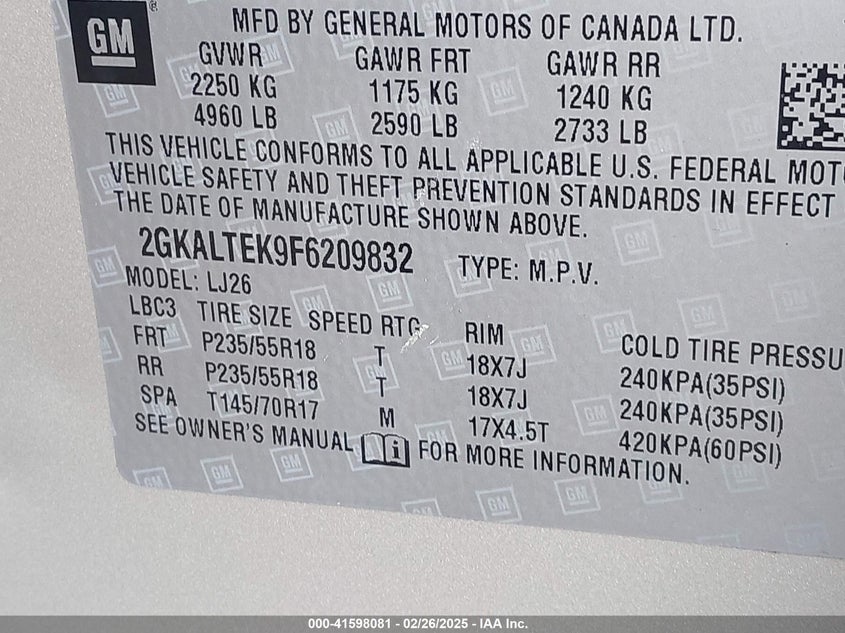 GM ®
MFD BY GENERAL MOTORS OF CANADA LTD.
GVWR GAWR FRT GAWR RR
2250 KG 1175 KG 1240 KG
4960 LB 2590 LB 2733 LB
THIS VEHICLE CONFORMS TO ALL APPLICABLE U.S. FEDERAL MOTO
VEHICLE SAFETY AND THEFT PREVENTION STANDARDS IN EFFECT
THE DATE OF MANUFACTURE SHOWN ABOVE.
2GKALTEK9F6209832 TYPE: M.P.V.
MODEL: LJ26
LBC3 TIRE SIZE SPEED RTG RIM COLD TIRE PRESSU
FRT P235/55R18 T 18X7J 240KPA(35PSI)
RR P235/55R18 T 18X7J 240KPA(35PSI)
SPA T145/70R17 M 17X4.5T 420KPA(60PSI)
SEE OWNER'S MANUAL i FOR MORE INFORMATION.
000-41598081 - 02/26/2025 - IAA Inc.